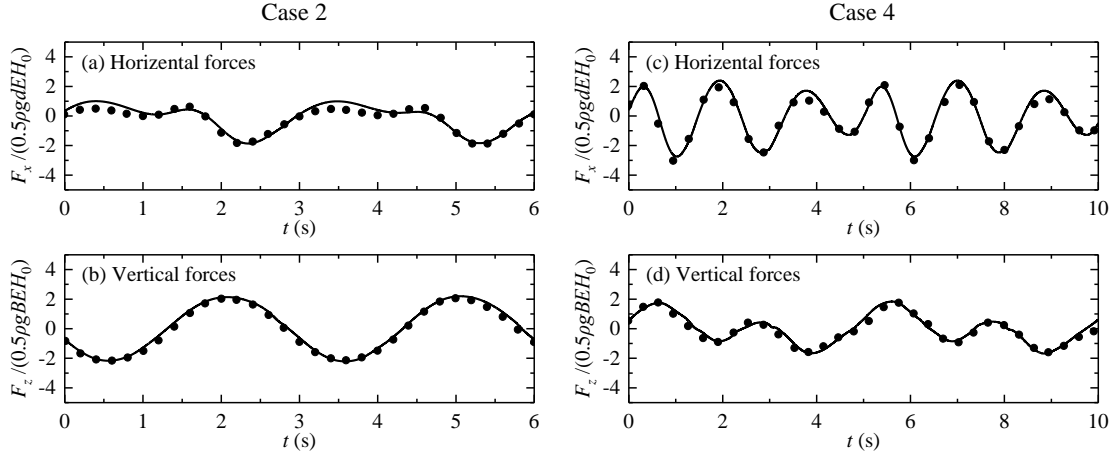 Case 2
Case 4
(a) Horizental forces
F_x /(0.5ρgdEH_0)
4
2
0
-2
-4
0 1 2 3 4 5 6
t (s)
(c) Horizental forces
F_x /(0.5ρgdEH_0)
4
2
0
-2
-4
0 2 4 6 8 10
t (s)
(b) Vertical forces
F_z /(0.5ρgBEH_0)
4
2
0
-2
-4
0 1 2 3 4 5 6
t (s)
(d) Vertical forces
F_z /(0.5ρgBEH_0)
4
2
0
-2
-4
0 2 4 6 8 10
t (s)